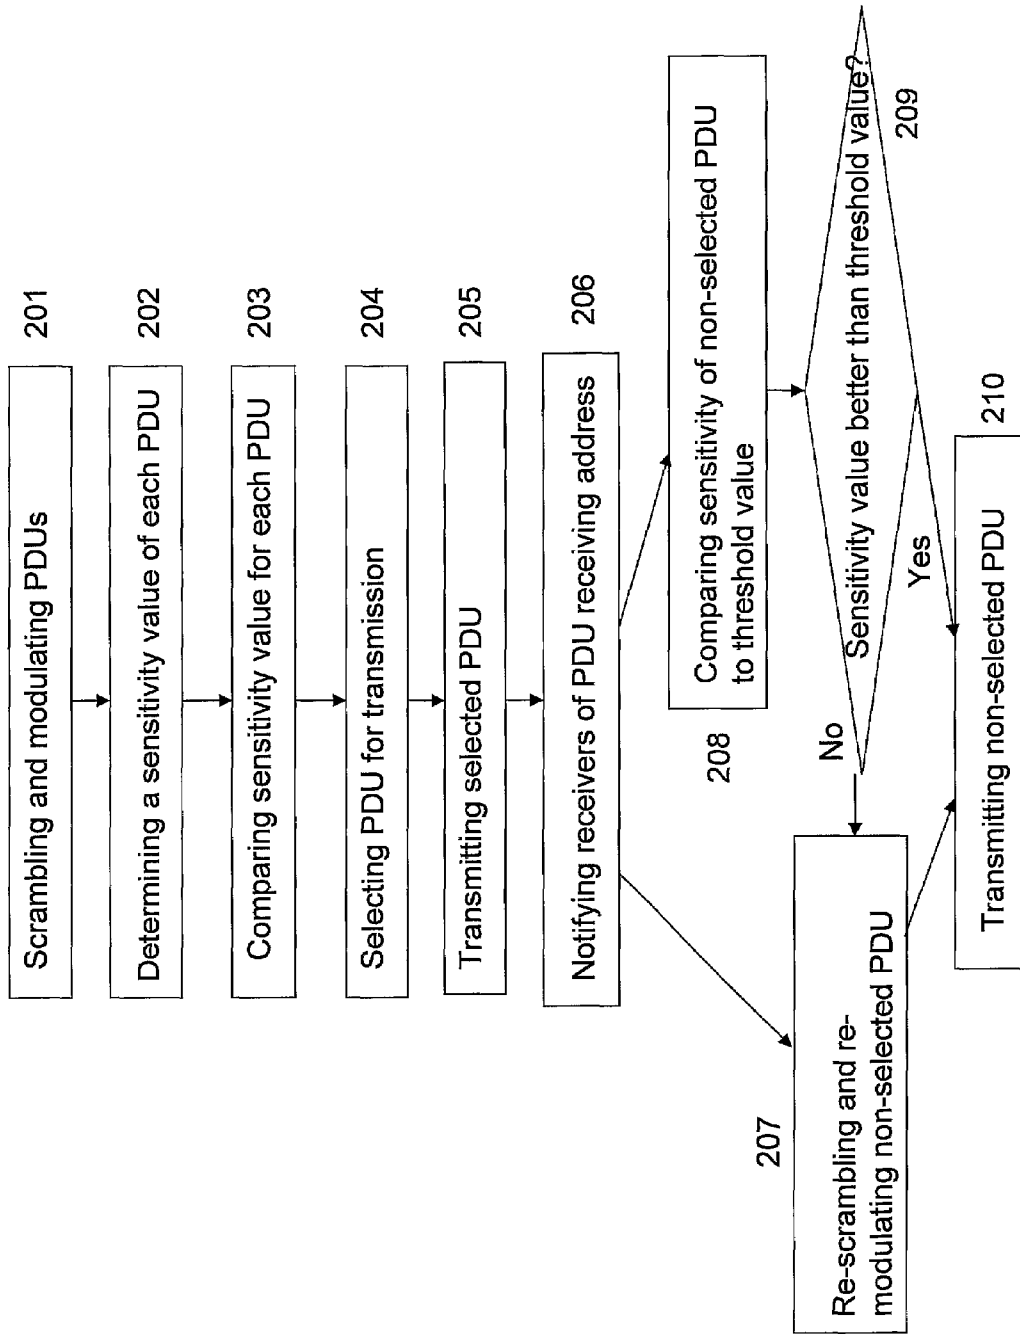 Scrambling and modulating PDUs
201
Determining a sensitivity value of each PDU
202
Comparing sensitivity value for each PDU
203
Selecting PDU for transmission
204
Transmitting selected PDU
205
Notifying receivers of PDU receiving address
206
207
Re-scrambling and re-
modulating non-selected PDU
208
Comparing sensitivity of non-selected PDU
to threshold value
Sensitivity value better than threshold value?
209
No
Yes
Transmitting non-selected PDU
210